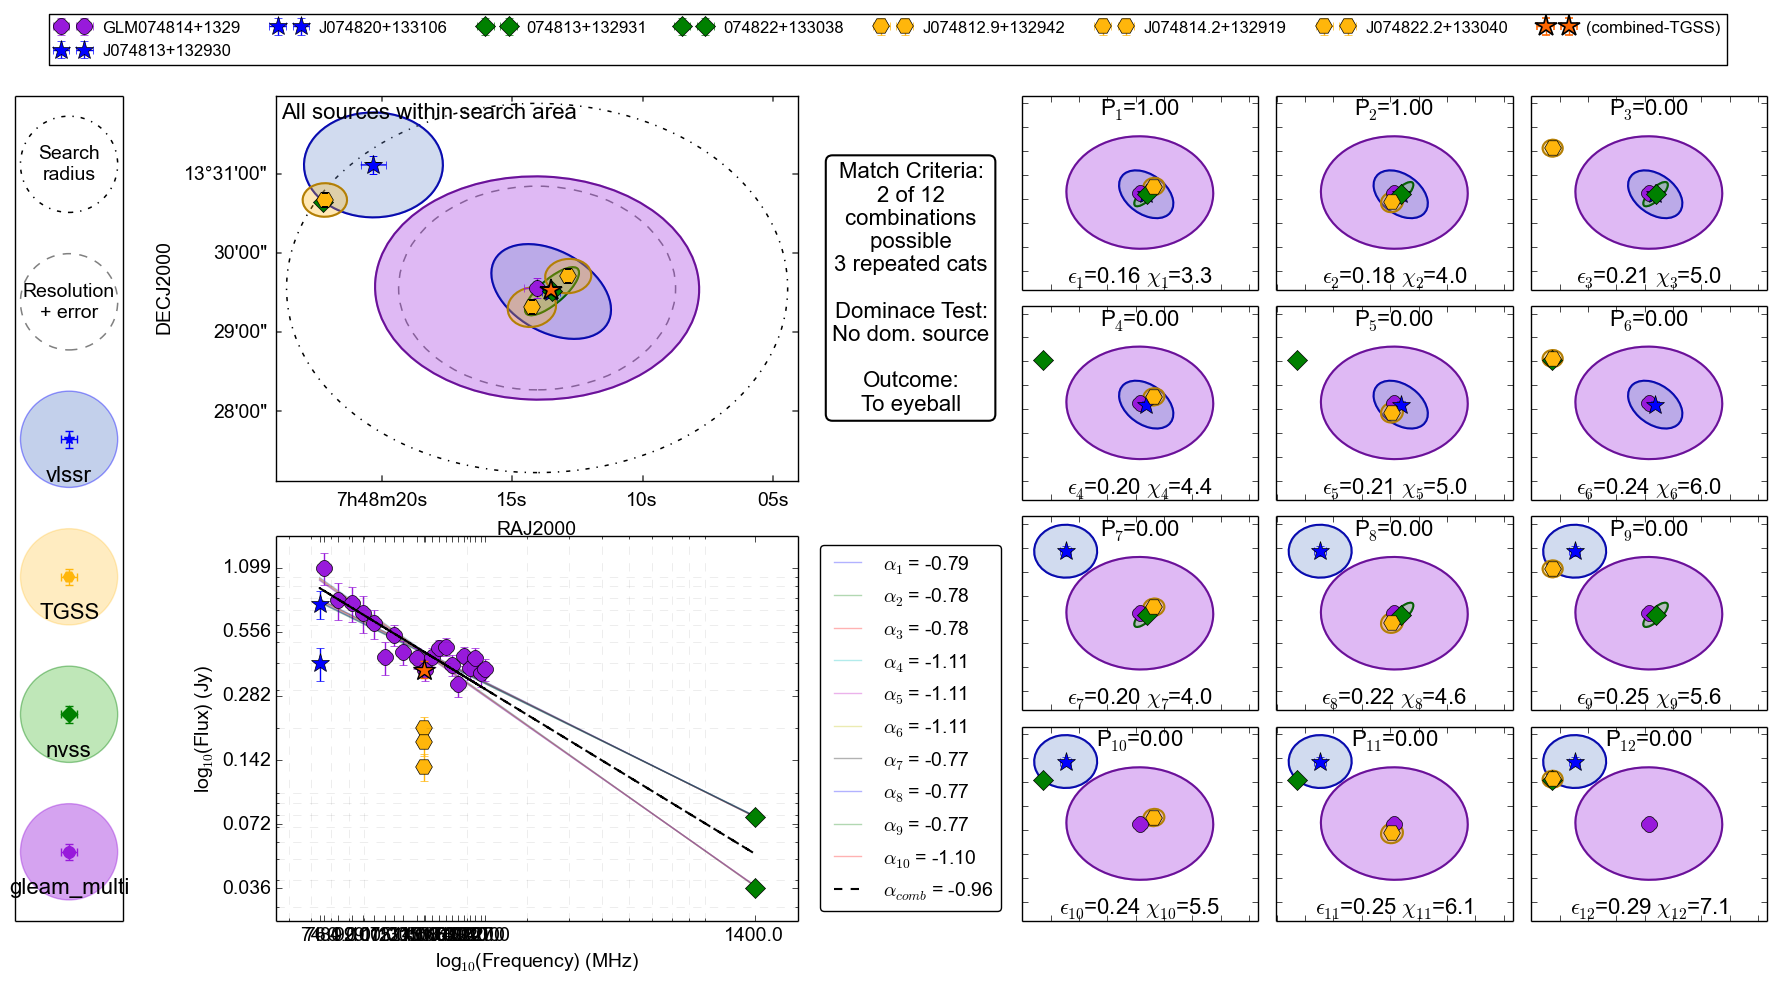 GLM074814+1329 J074820+133106 074813+132931 074822+133038 J074812.9+132942 J074814.2+132919 J074822.2+133040 (combined-TGSS)
J074813+132930
Search
radius
Resolution
+ error
vlssr
TGSS
nvss
gleam_multi
All sources within search area
DECJ2000
13°31'00"
30'00"
29'00"
28'00"
7h48m20s 15s 10s 05s
RAJ2000
Match Criteria:
2 of 12
combinations
possible
3 repeated cats
Dominace Test:
No dom. source
Outcome:
To eyeball
log10(Flux) (Jy)
1.099
0.556
0.282
0.142
0.072
0.036
1400.0
log10(Frequency) (MHz)
α1 = -0.79
α2 = -0.78
α3 = -0.78
α4 = -1.11
α5 = -1.11
α6 = -1.11
α7 = -0.77
α8 = -0.77
α9 = -0.77
α10 = -1.10
αcomb = -0.96
P1=1.00
ϵ1=0.16 χ1=3.3
P2=1.00
ϵ2=0.18 χ2=4.0
P3=0.00
ϵ3=0.21 χ3=5.0
P4=0.00
ϵ4=0.20 χ4=4.4
P5=0.00
ϵ5=0.21 χ5=5.0
P6=0.00
ϵ6=0.24 χ6=6.0
P7=0.00
ϵ7=0.20 χ7=4.0
P8=0.00
ϵ8=0.22 χ8=4.6
P9=0.00
ϵ9=0.25 χ9=5.6
P10=0.00
ϵ10=0.24 χ10=5.5
P11=0.00
ϵ11=0.25 χ11=6.1
P12=0.00
ϵ12=0.29 χ12=7.1